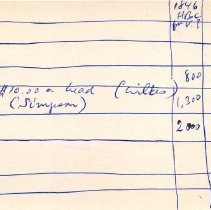 1846
HBC
800
$10.00 a head (Wilkes)
(Simpson) 1,300
2000